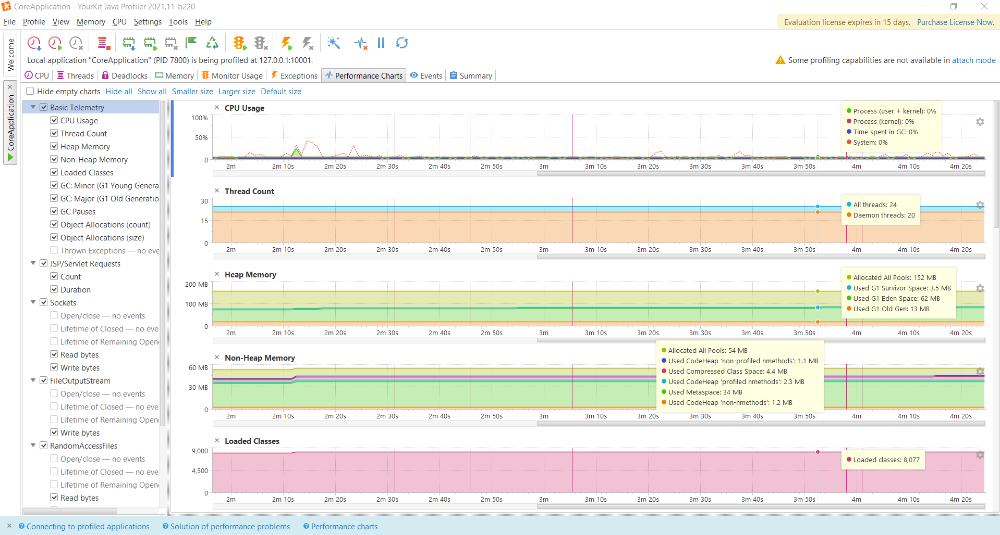 CoreApplication - YourKit Java Profiler 2021.11-b220
File Profile View Memory CPU Settings Tools Help
Evaluation license expires in 15 days. Purchase License Now.
Welcome
CoreApplication
Local application "CoreApplication" (PID 7800) is being profiled at 127.0.0.1:10001.
Some profiling capabilities are not available in attach mode
CPU Threads Deadlocks Memory Monitor Usage Exceptions Performance Charts Events Summary
Hide empty charts Hide all Show all Smaller size Larger size Default size
Basic Telemetry
CPU Usage
Thread Count
Heap Memory
Non-Heap Memory
Loaded Classes
GC: Minor (G1 Young Genera
GC: Major (G1 Old Generatio
GC Pauses
Object Allocations (count)
Object Allocations (size)
Thrown Exceptions — no eve
JSP/Servlet Requests
Count
Duration
Sockets
Open/close — no events
Lifetime of Closed — no eve
Lifetime of Remaining Open
Read bytes
Write bytes
FileOutputStream
Open/close — no events
Lifetime of Closed — no eve
Lifetime of Remaining Open
Write bytes
RandomAccessFiles
Open/close — no events
Lifetime of Closed — no eve
Lifetime of Remaining Open
Read bytes
CPU Usage
100%
50%
0
Process (user + kernel): 0%
Process (kernel): 0%
Time spent in GC: 0%
System: 0%
2m 2m 10s 2m 20s 2m 30s 2m 40s 2m 50s 3m 3m 10s 3m 20s 3m 30s 3m 40s 3m 50s 4m 4m 10s 4m 20s
Thread Count
30
15
0
All threads: 24
Daemon threads: 20
2m 2m 10s 2m 20s 2m 30s 2m 40s 2m 50s 3m 3m 10s 3m 20s 3m 30s 3m 40s 3m 50s 4m 4m 10s 4m 20s
Heap Memory
200 MB
100 MB
0
Allocated All Pools: 152 MB
Used G1 Survivor Space: 3.5 MB
Used G1 Eden Space: 62 MB
Used G1 Old Gen: 13 MB
2m 2m 10s 2m 20s 2m 30s 2m 40s 2m 50s 3m 3m 10s 3m 20s 3m 30s 3m 40s 3m 50s 4m 4m 10s 4m 20s
Non-Heap Memory
60 MB
30 MB
0
Allocated All Pools: 54 MB
Used CodeHeap 'non-profiled nmethods': 1.1 MB
Used Compressed Class Space: 4.4 MB
Used CodeHeap 'profiled nmethods': 2.3 MB
Used Metaspace: 34 MB
Used CodeHeap 'non-nmethods': 1.2 MB
2m 2m 10s 2m 20s 2m 30s 2m 40s 2m 50s 3m 3m 10s 3m 20s 3m 30s 3m 40s 3m 50s 4m 4m 10s 4m 20s
Loaded Classes
9,000
4,500
0
Loaded classes: 8,077
2m 2m 10s 2m 20s 2m 30s 2m 40s 2m 50s 3m 3m 10s 3m 20s 3m 30s 3m 40s 3m 50s 4m 4m 10s 4m 20s
Connecting to profiled applications Solution of performance problems Performance charts